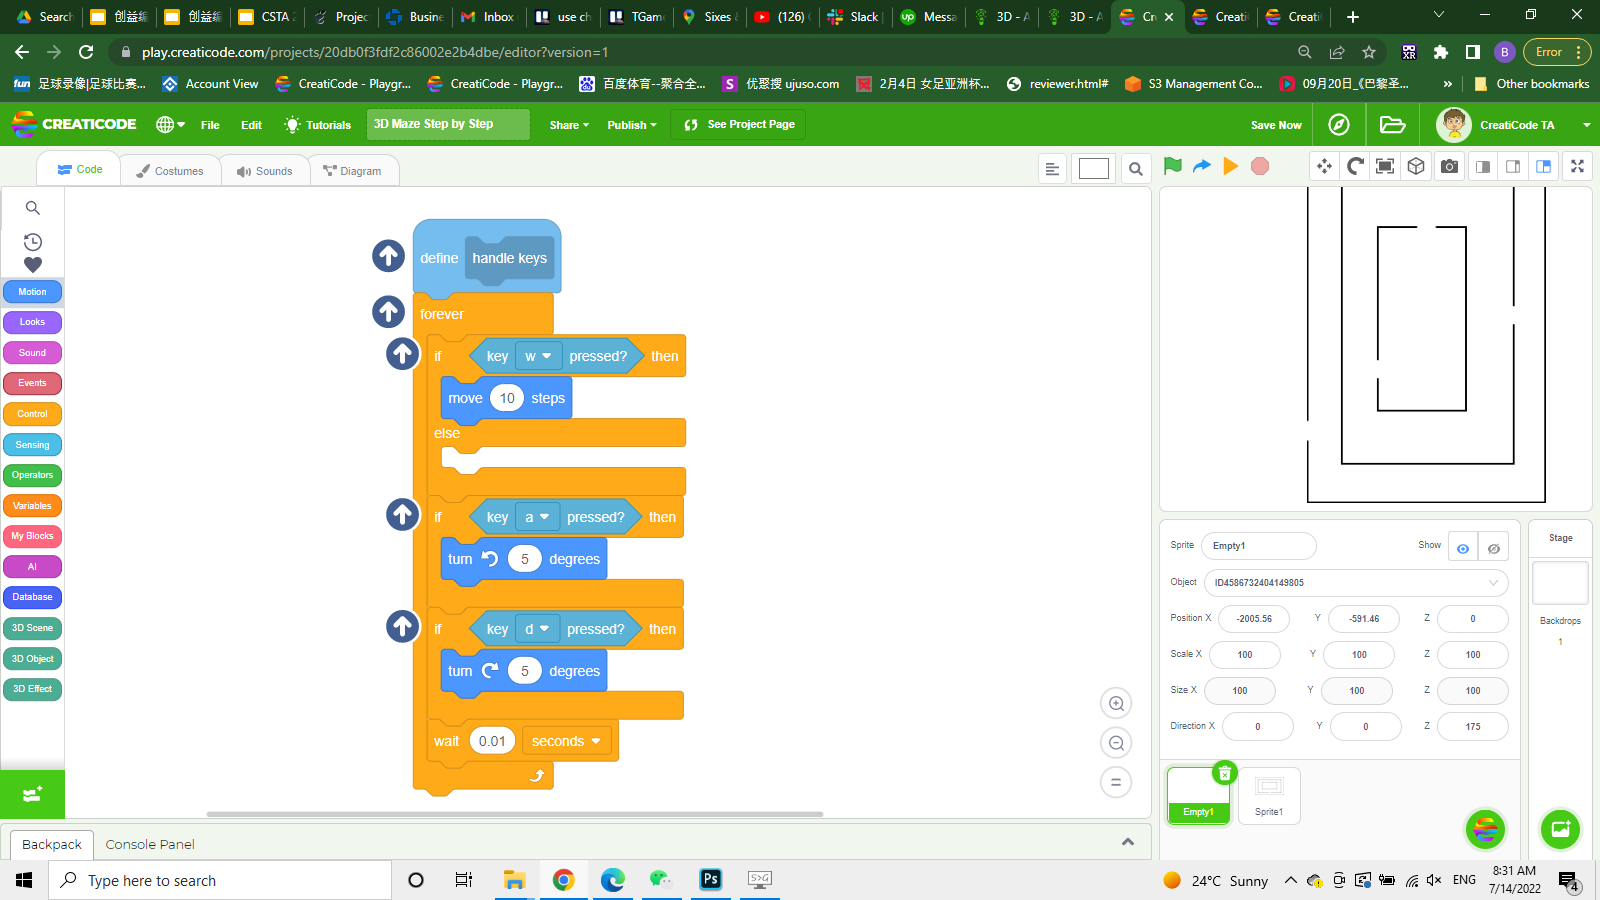 Search
创益编
创益编
CSTA 2
Project
Busine
Inbox
use ch
TGam
Sixes &
(126)
Slack
Messa
3D - A
3D - A
Cr
Creati
Creati
play.creaticode.com/projects/20db0f3fdf2c86002e2b4dbe/editor?version=1
XR
B
Error
fun 足球录像|足球比赛...
Account View
CreatiCode - Playgr...
CreatiCode - Playgr...
百度体育--聚合全...
S 优聚搜 ujuso.com
2月4日 女足亚洲杯...
reviewer.html#
S3 Management Co...
09月20日_《巴黎圣...
»
Other bookmarks
CREATICODE
File
Edit
Tutorials
3D Maze Step by Step
Share
Publish
See Project Page
Save Now
CreatiCode TA
Code
Costumes
Sounds
Diagram
Motion
Looks
Sound
Events
Control
Sensing
Operators
Variables
My Blocks
AI
Database
3D Scene
3D Object
3D Effect
define handle keys
forever
if key w pressed? then
move 10 steps
else
if key a pressed? then
turn 5 degrees
if key d pressed? then
turn 5 degrees
wait 0.01 seconds
Sprite Empty1 Show
Object ID4586732404149805
Position X -2005.56 Y -591.46 Z 0
Scale X 100 Y 100 Z 100
Size X 100 Y 100 Z 100
Direction X 0 Y 0 Z 175
Empty1
Sprite1
Stage
Backdrops
1
Backpack
Console Panel
Type here to search
Ps
S>G
24°C Sunny
ENG
8:31 AM
7/14/2022
4